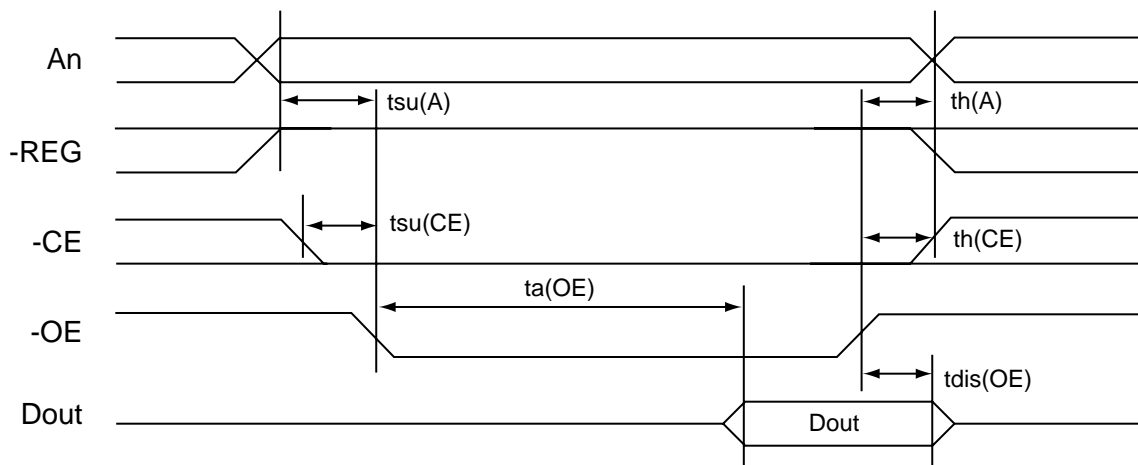 An
tsu(A)
th(A)
-REG
-CE
tsu(CE)
th(CE)
ta(OE)
-OE
tdis(OE)
Dout
Dout